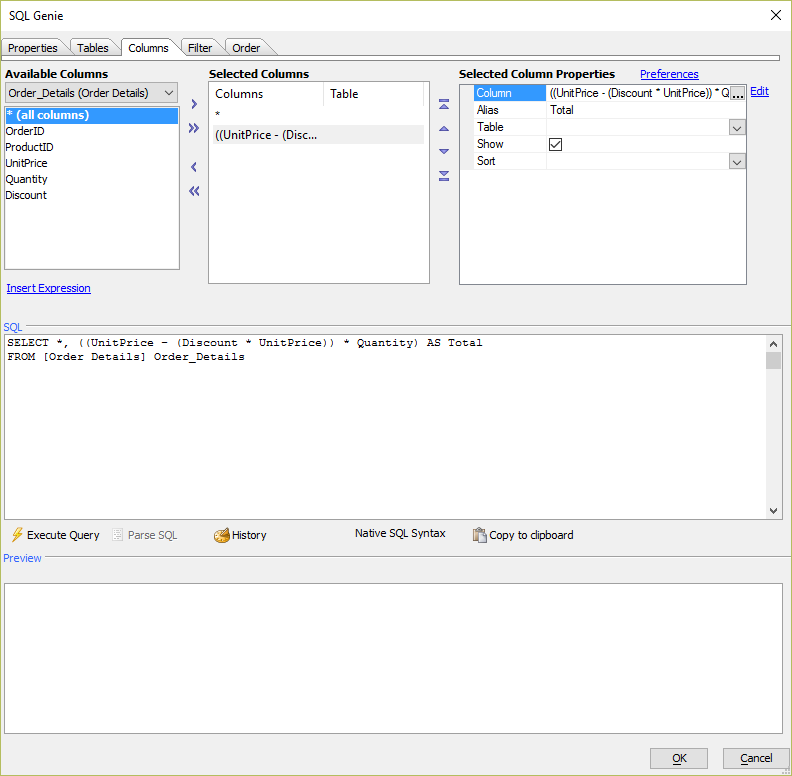 SQL Genie
Properties Tables Columns Filter Order
Available Columns
Order_Details (Order Details)
* (all columns)
OrderID
ProductID
UnitPrice
Quantity
Discount
Insert Expression
Selected Columns
Columns Table
*
((UnitPrice - (Disc...
Selected Column Properties Preferences
Column ((UnitPrice - (Discount * UnitPrice)) * Q ... Edit
Alias Total
Table
Show
Sort
SQL
SELECT *, ((UnitPrice - (Discount * UnitPrice)) * Quantity) AS Total
FROM [Order Details] Order_Details
Execute Query Parse SQL History Native SQL Syntax Copy to clipboard
Preview
OK Cancel